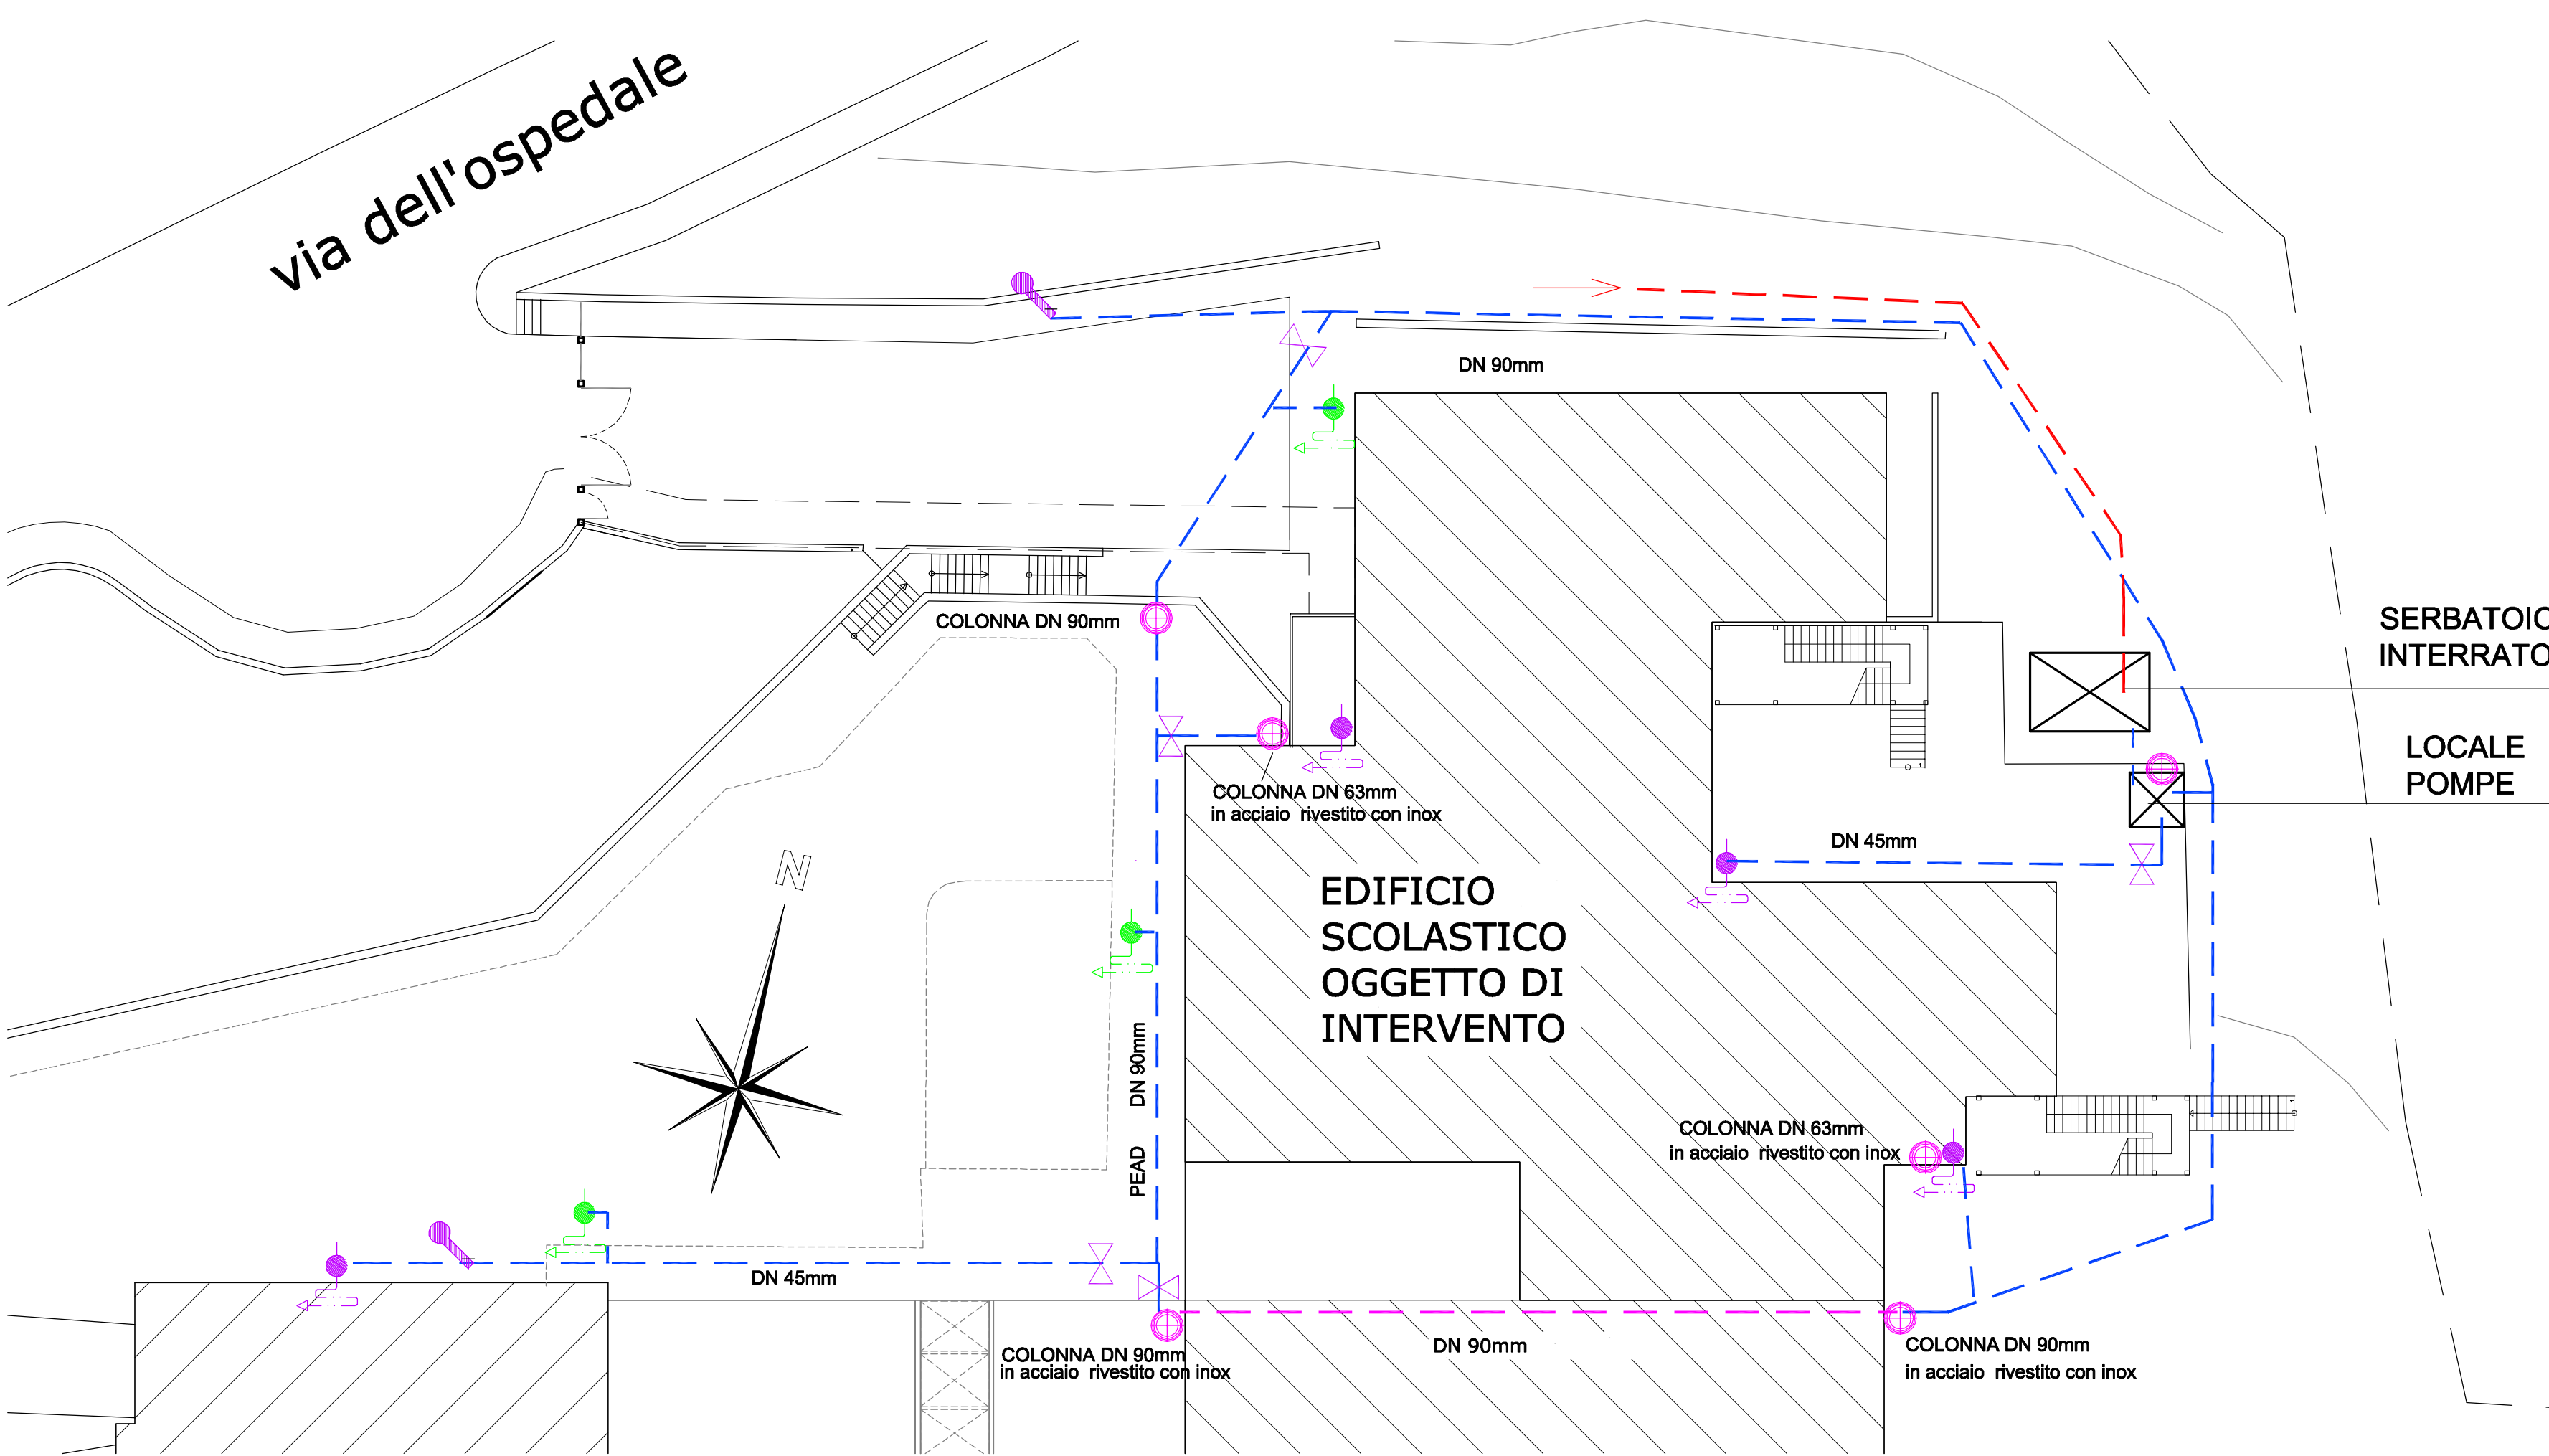 via dell'ospedale
DN 90mm
COLONNA DN 90mm
SERBATOIO
INTERRATO
LOCALE
POMPE
COLONNA DN 63mm
in acciaio rivestito con inox
DN 45mm
N
EDIFICIO
SCOLASTICO
OGGETTO DI
INTERVENTO
PEAD DN 90mm
COLONNA DN 63mm
in acciaio rivestito con inox
DN 45mm
COLONNA DN 90mm
in acciaio rivestito con inox
DN 90mm
COLONNA DN 90mm
in acciaio rivestito con inox